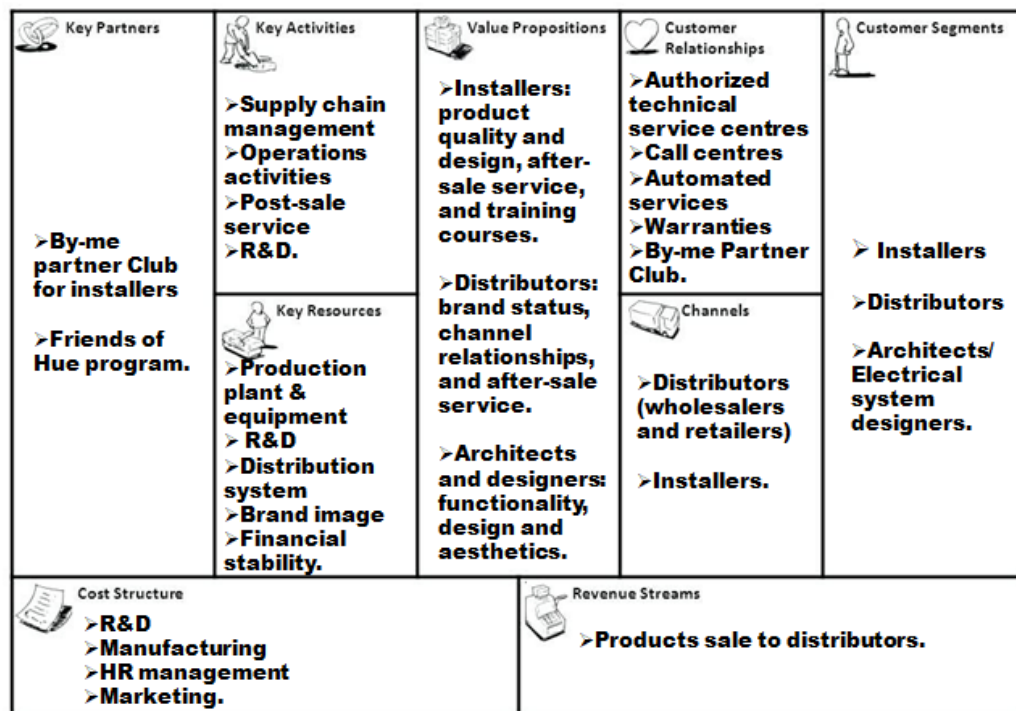 Key Partners
➢By-me
partner Club
for installers
➢Friends of
Hue program.
Key Activities
➢Supply chain
management
➢Operations
activities
➢Post-sale
service
➢R&D.
Key Resources
➢Production
plant &
equipment
➢ R&D
➢Distribution
system
➢Brand image
➢Financial
stability.
Value Propositions
➢Installers:
product
quality and
design, after-
sale service,
and training
courses.
➢Distributors:
brand status,
channel
relationships,
and after-sale
service.
➢Architects
and designers:
functionality,
design and
aesthetics.
Customer
Relationships
➢Authorized
technical
service centres
➢Call centres
➢Automated
services
➢Warranties
➢By-me Partner
Club.
Channels
➢Distributors
(wholesalers
and retailers)
➢Installers.
Customer Segments
➢ Installers
➢Distributors
➢Architects/
Electrical
system
designers.
Cost Structure
➢R&D
➢Manufacturing
➢HR management
➢Marketing.
Revenue Streams
➢Products sale to distributors.